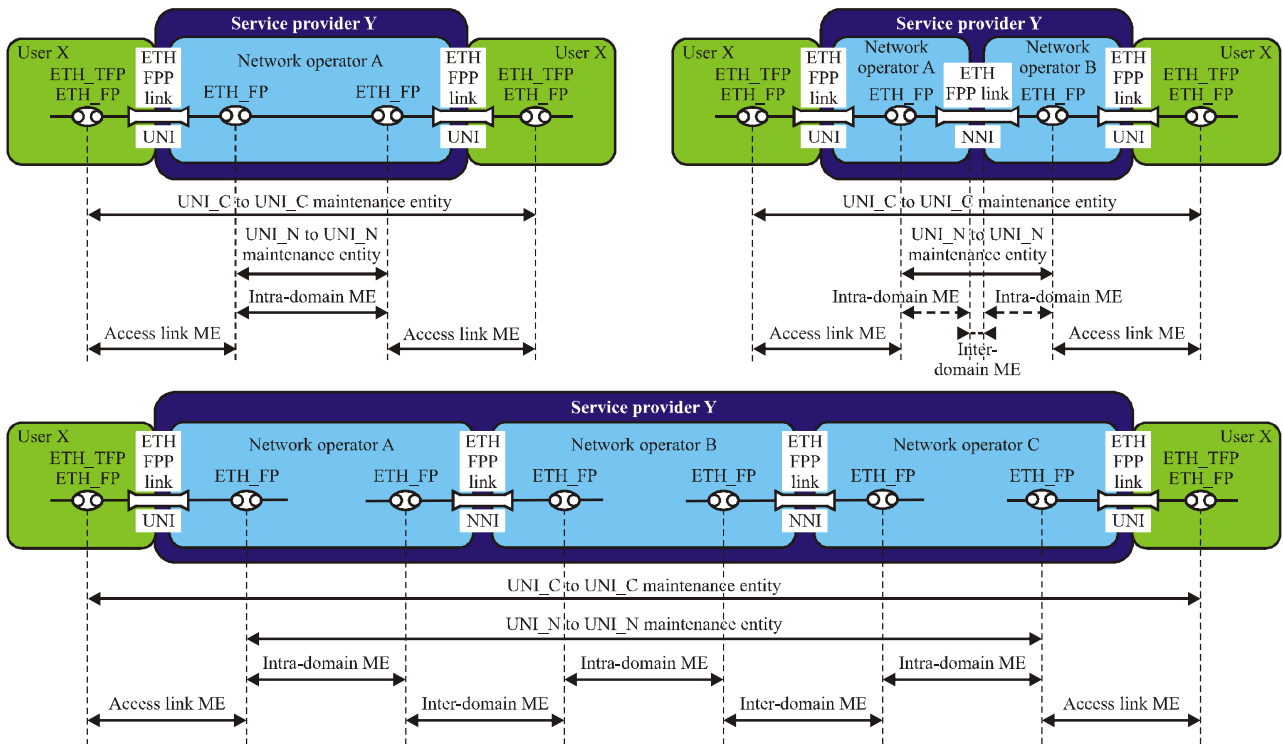 Service provider Y
User X
ETH_TFP
ETH_FP
ETH
FPP
link
UNI
Network operator A
ETH_FP
ETH_FP
ETH
FPP
link
UNI
User X
ETH_TFP
ETH_FP
UNI_C to UNI_C maintenance entity
UNI_N to UNI_N
maintenance entity
Intra-domain ME
Access link ME
Access link ME
Service provider Y
User X
ETH_TFP
ETH_FP
ETH
FPP
link
UNI
Network
operator A
ETH_FP
ETH
FPP link
NNI
Network
operator B
ETH_FP
ETH
FPP
link
UNI
User X
ETH_TFP
ETH_FP
UNI_C to UNI_C maintenance entity
UNI_N to UNI_N
maintenance entity
Intra-domain ME
Intra-domain ME
Access link ME
Access link ME
Inter-
domain ME
Service provider Y
User X
ETH_TFP
ETH_FP
ETH
FPP
link
UNI
Network operator A
ETH_FP
ETH_FP
ETH
FPP
link
NNI
Network operator B
ETH_FP
ETH_FP
ETH
FPP
link
NNI
Network operator C
ETH_FP
ETH_FP
ETH
FPP
link
UNI
User X
ETH_TFP
ETH_FP
UNI_C to UNI_C maintenance entity
UNI_N to UNI_N maintenance entity
Intra-domain ME
Intra-domain ME
Intra-domain ME
Access link ME
Inter-domain ME
Inter-domain ME
Access link ME